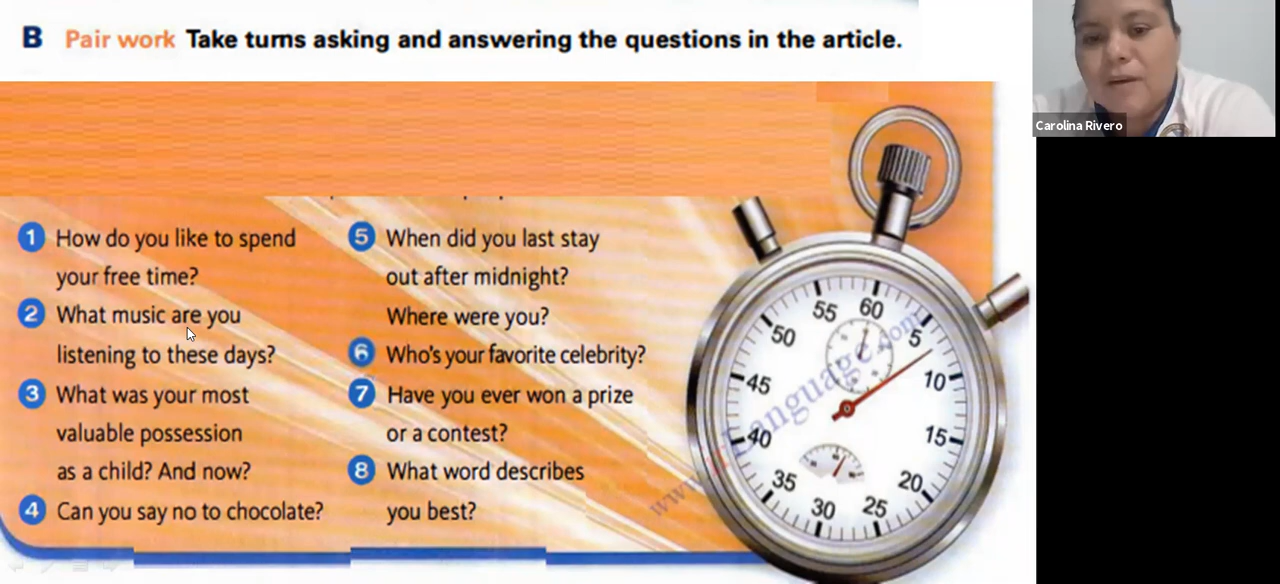 B Pair work Take turns asking and answering the questions in the article.
Carolina Rivero
1 How do you like to spend
your free time?
2 What music are you
listening to these days?
3 What was your most
valuable possession
as a child? And now?
4 Can you say no to chocolate?
5 When did you last stay
out after midnight?
Where were you?
6 Who's your favorite celebrity?
7 Have you ever won a prize
or a contest?
8 What word describes
you best?
55
60
5
50
10
45
15
40
20
35
25
30